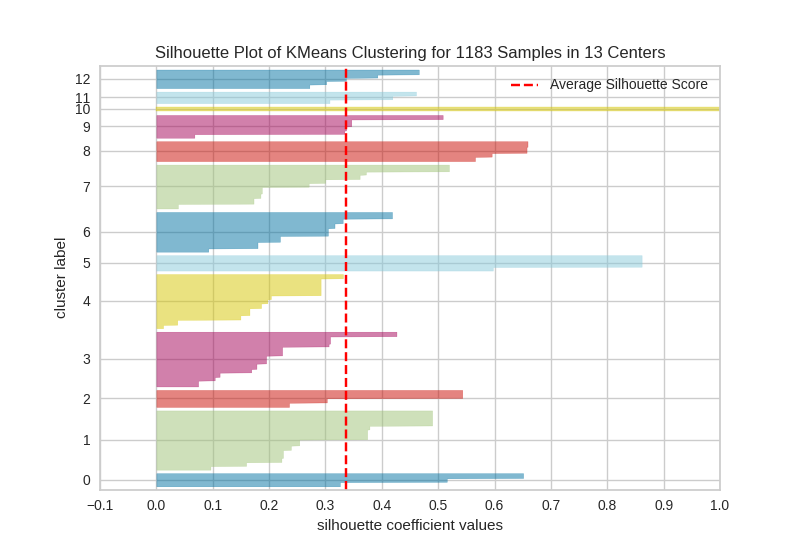 Silhouette Plot of KMeans Clustering for 1183 Samples in 13 Centers
Average Silhouette Score
12
11
10
9
8
7
6
5
4
3
2
1
0
cluster label
−0.1 0.0 0.1 0.2 0.3 0.4 0.5 0.6 0.7 0.8 0.9 1.0
silhouette coefficient values